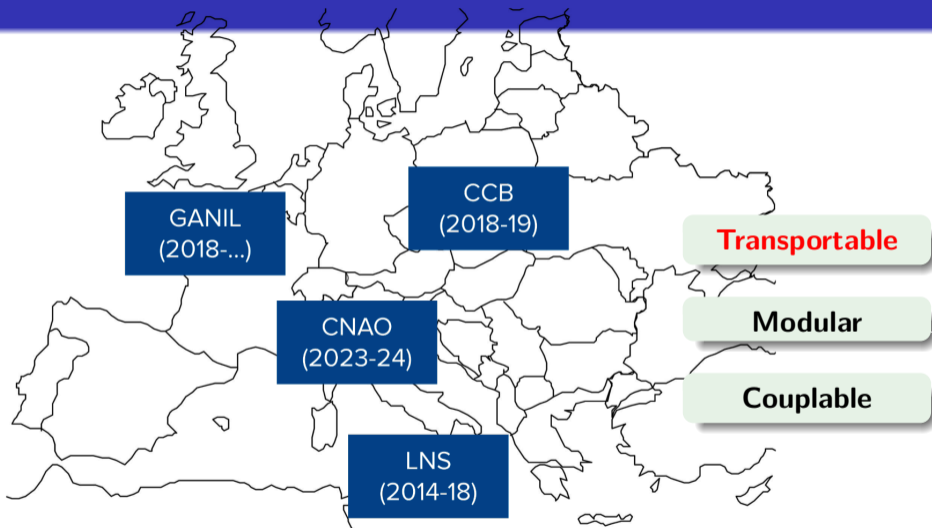 CCB
(2018-19)
GANIL
(2018-...)
Transportable
CNAO
(2023-24)
Modular
Couplable
LNS
(2014-18)